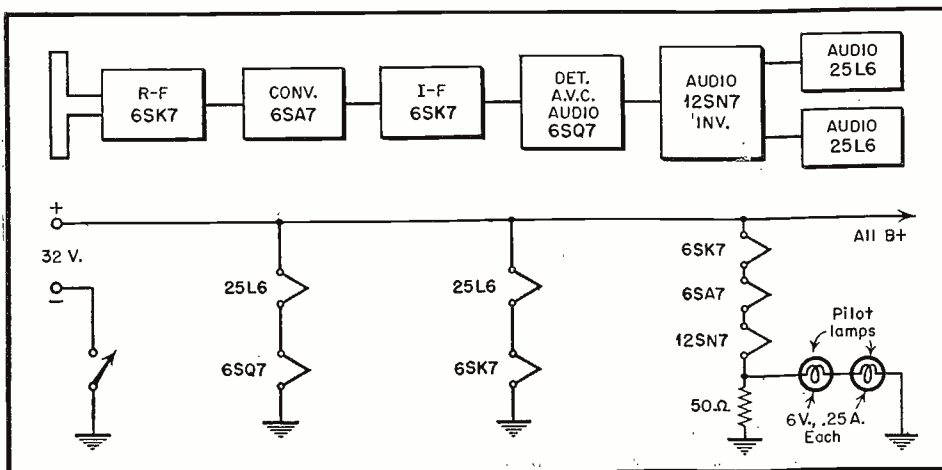 R-F
6SK7
CONV.
6SA7
I-F
6SK7
DET.
A.V.C.
AUDIO
6SQ7
AUDIO
12SN7
INV.
AUDIO
25L6
AUDIO
25L6
+
32 V.
−
All B+
25L6
6SQ7
25L6
6SK7
6SK7
6SA7
12SN7
50Ω
Pilot
lamps
6V., .25A.
Each